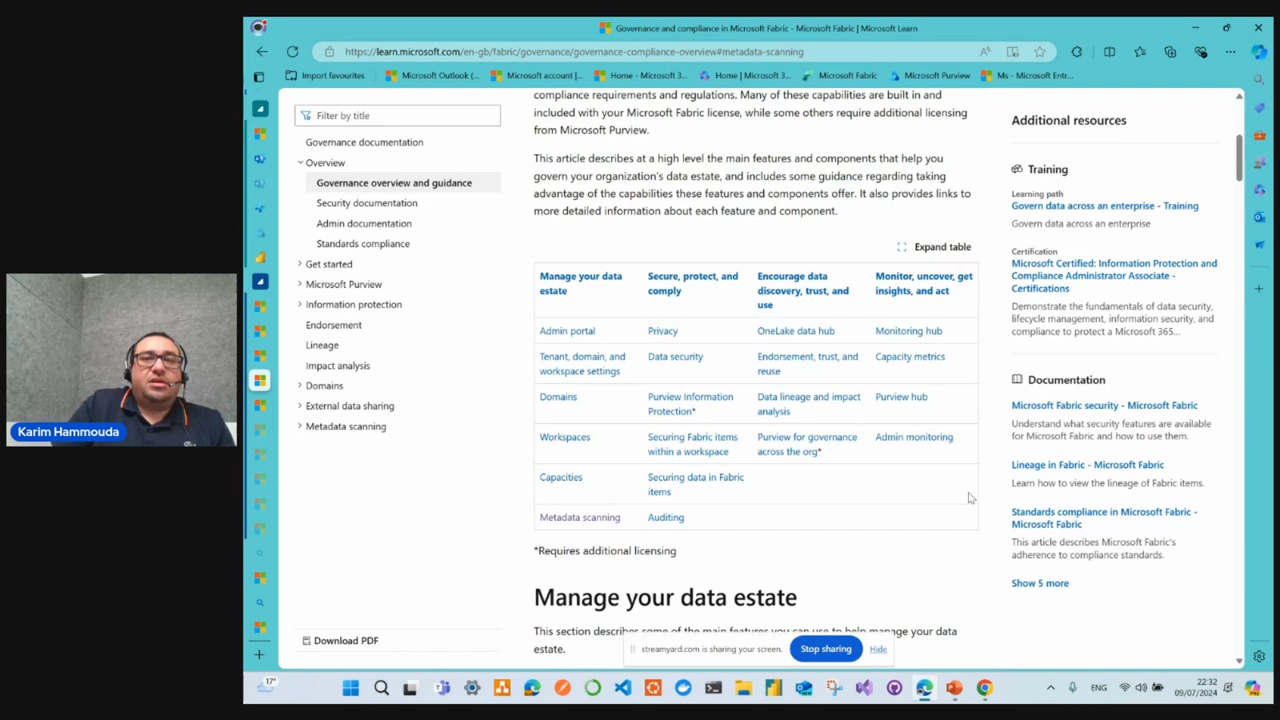 Governance and compliance in Microsoft Fabric - Microsoft Fabric | Microsoft Learn
https://learn.microsoft.com/en-gb/fabric/governance/governance-compliance-overview#metadata-scanning
Import favourites
Microsoft Outlook (...
Microsoft account |...
Home - Microsoft 3...
Home | Microsoft 3...
Microsoft Fabric
Microsoft Purview
Ms - Microsoft Entr...
Filter by title
Governance documentation
Overview
Governance overview and guidance
Security documentation
Admin documentation
Standards compliance
Get started
Microsoft Purview
Information protection
Endorsement
Lineage
Impact analysis
Domains
External data sharing
Metadata scanning
Download PDF
compliance requirements and regulations. Many of these capabilities are built in and
included with your Microsoft Fabric license, while some others require additional licensing
from Microsoft Purview.
This article describes at a high level the main features and components that help you
govern your organization's data estate, and includes some guidance regarding taking
advantage of the capabilities these features and components offer. It also provides links to
more detailed information about each feature and component.
Expand table
Manage your data estate
Secure, protect, and comply
Encourage data discovery, trust, and use
Monitor, uncover, get insights, and act
Admin portal
Privacy
OneLake data hub
Monitoring hub
Tenant, domain, and workspace settings
Data security
Endorsement, trust, and reuse
Capacity metrics
Domains
Purview Information Protection*
Data lineage and impact analysis
Purview hub
Workspaces
Securing Fabric items within a workspace
Purview for governance across the org*
Admin monitoring
Capacities
Securing data in Fabric items
Metadata scanning
Auditing
*Requires additional licensing
Manage your data estate
This section describes some of the main features you can use to help manage your data
estate.
streamyard.com is sharing your screen.
Stop sharing
Hide
Additional resources
Training
Learning path
Govern data across an enterprise - Training
Govern data across an enterprise
Certification
Microsoft Certified: Information Protection and
Compliance Administrator Associate -
Certifications
Demonstrate the fundamentals of data security,
lifecycle management, information security, and
compliance to protect a Microsoft 365...
Documentation
Microsoft Fabric security - Microsoft Fabric
Understand what security features are available
for Microsoft Fabric and how to use them.
Lineage in Fabric - Microsoft Fabric
Learn how to view the lineage of Fabric items.
Standards compliance in Microsoft Fabric -
Microsoft Fabric
This article describes Microsoft Fabric's
adherence to compliance standards.
Show 5 more
Karim Hammouda
17°
ENG
22:32
09/07/2024